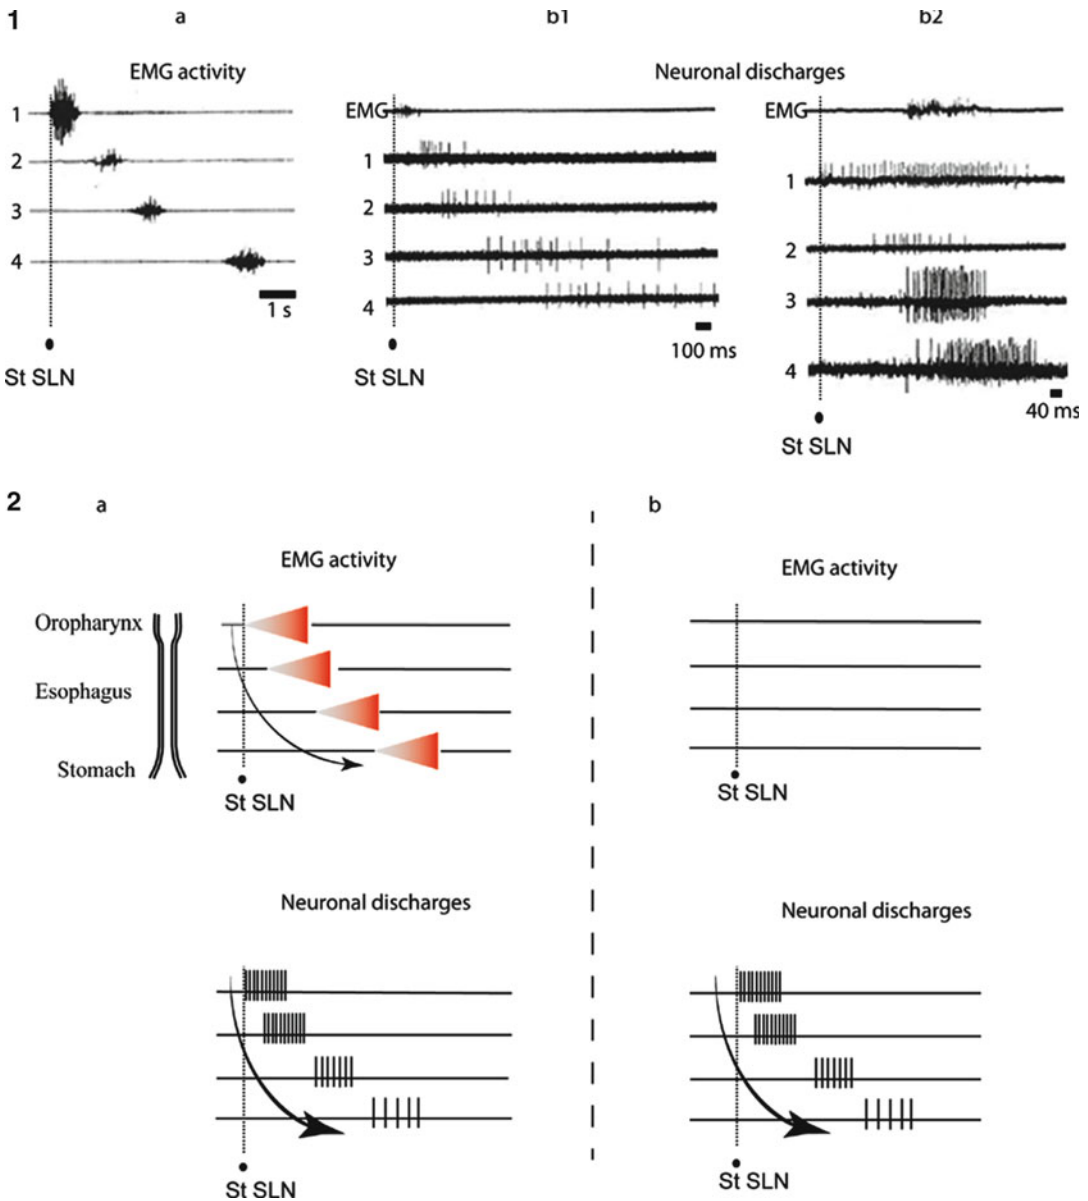 1 a b1 b2
EMG activity
Neuronal discharges
1
2
3
4
1 s
St SLN
EMG
1
2
3
4
100 ms
St SLN
EMG
1
2
3
4
40 ms
St SLN
2 a b
EMG activity
Oropharynx
Esophagus
Stomach
St SLN
EMG activity
St SLN
Neuronal discharges
St SLN
Neuronal discharges
St SLN